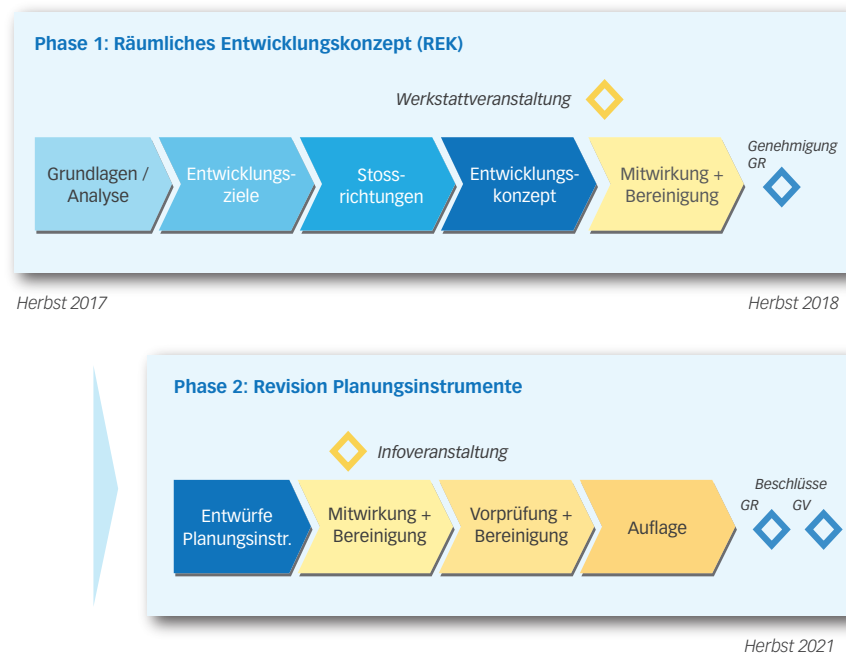 Phase 1: Räumliches Entwicklungskonzept (REK)
Werkstattveranstaltung
Grundlagen /
Analyse
Entwicklungs-
ziele
Stoss-
richtungen
Entwicklungs-
konzept
Mitwirkung +
Bereinigung
Genehmigung
GR
Herbst 2017
Herbst 2018
Phase 2: Revision Planungsinstrumente
Infoveranstaltung
Entwürfe
Planungsinstr.
Mitwirkung +
Bereinigung
Vorprüfung +
Bereinigung
Auflage
Beschlüsse
GR GV
Herbst 2021